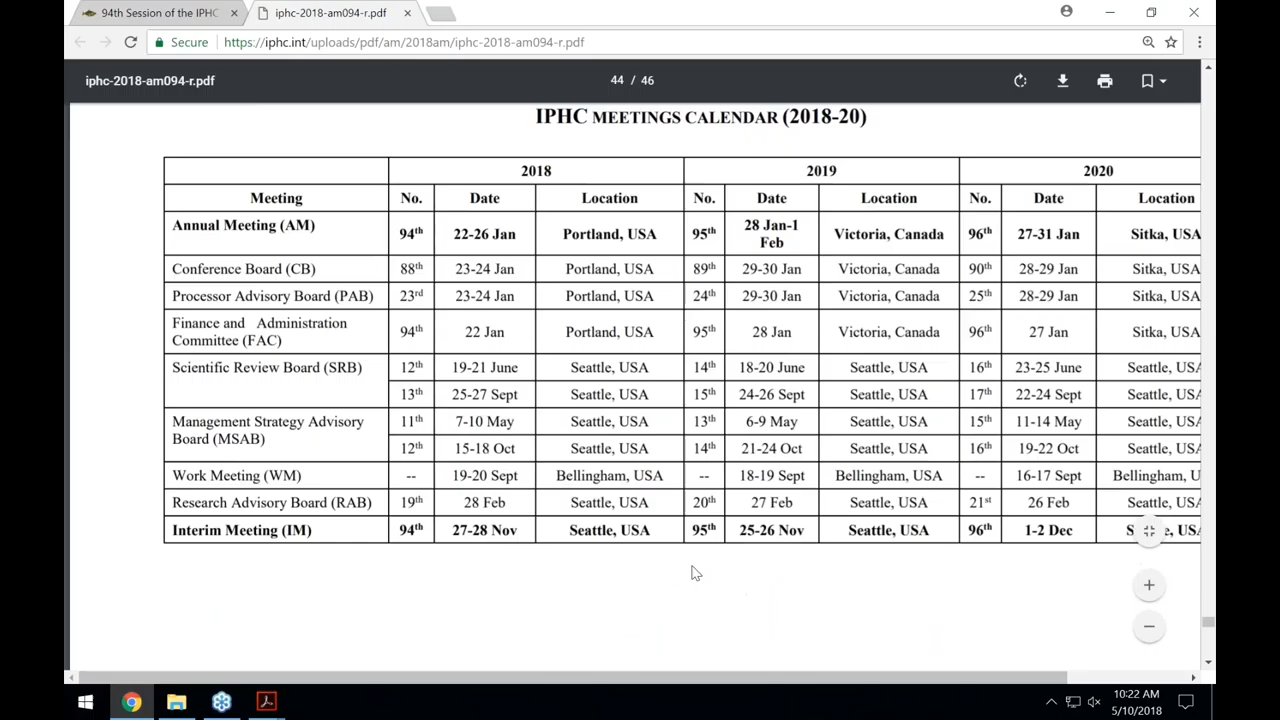 94th Session of the IPHC
iphc-2018-am094-r.pdf
Secure
https://iphc.int/uploads/pdf/am/2018am/iphc-2018-am094-r.pdf
iphc-2018-am094-r.pdf
44 / 46
IPHC MEETINGS CALENDAR (2018-20)
2018 2019 2020
Meeting No. Date Location No. Date Location No. Date Location
Annual Meeting (AM) 94th 22-26 Jan Portland, USA 95th 28 Jan-1 Feb Victoria, Canada 96th 27-31 Jan Sitka, USA
Conference Board (CB) 88th 23-24 Jan Portland, USA 89th 29-30 Jan Victoria, Canada 90th 28-29 Jan Sitka, USA
Processor Advisory Board (PAB) 23rd 23-24 Jan Portland, USA 24th 29-30 Jan Victoria, Canada 25th 28-29 Jan Sitka, USA
Finance and Administration Committee (FAC) 94th 22 Jan Portland, USA 95th 28 Jan Victoria, Canada 96th 27 Jan Sitka, USA
Scientific Review Board (SRB) 12th 19-21 June Seattle, USA 14th 18-20 June Seattle, USA 16th 23-25 June Seattle, USA
13th 25-27 Sept Seattle, USA 15th 24-26 Sept Seattle, USA 17th 22-24 Sept Seattle, USA
Management Strategy Advisory Board (MSAB) 11th 7-10 May Seattle, USA 13th 6-9 May Seattle, USA 15th 11-14 May Seattle, USA
12th 15-18 Oct Seattle, USA 14th 21-24 Oct Seattle, USA 16th 19-22 Oct Seattle, USA
Work Meeting (WM) -- 19-20 Sept Bellingham, USA -- 18-19 Sept Bellingham, USA -- 16-17 Sept Bellingham, U
Research Advisory Board (RAB) 19th 28 Feb Seattle, USA 20th 27 Feb Seattle, USA 21st 26 Feb Seattle, USA
Interim Meeting (IM) 94th 27-28 Nov Seattle, USA 95th 25-26 Nov Seattle, USA 96th 1-2 Dec
10:22 AM
5/10/2018